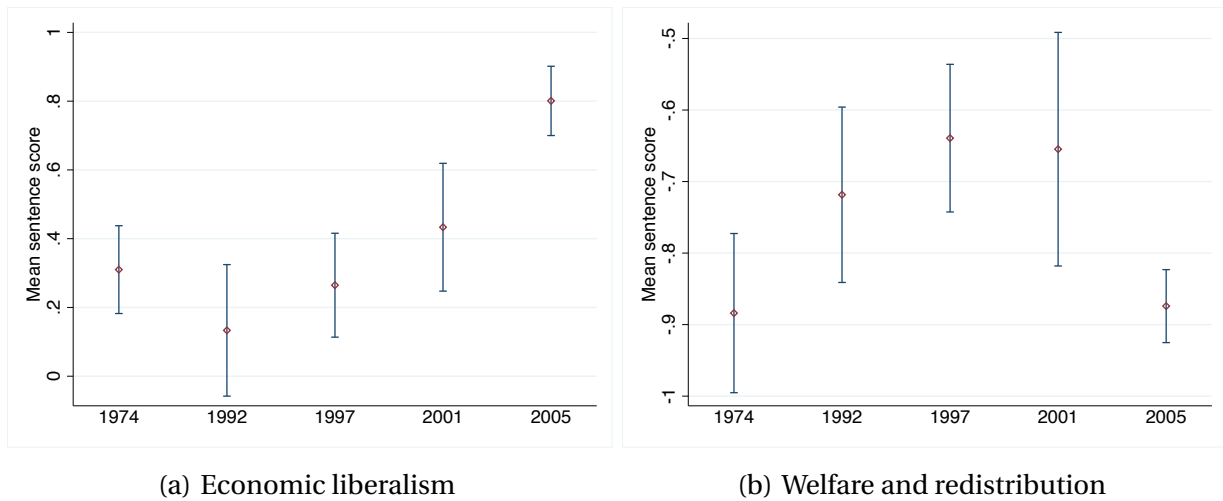 Mean sentence score
1
.8
.6
.4
.2
0
1974 1992 1997 2001 2005
(a) Economic liberalism
Mean sentence score
-.5
-.6
-.7
-.8
-.9
-1
1974 1992 1997 2001 2005
(b) Welfare and redistribution